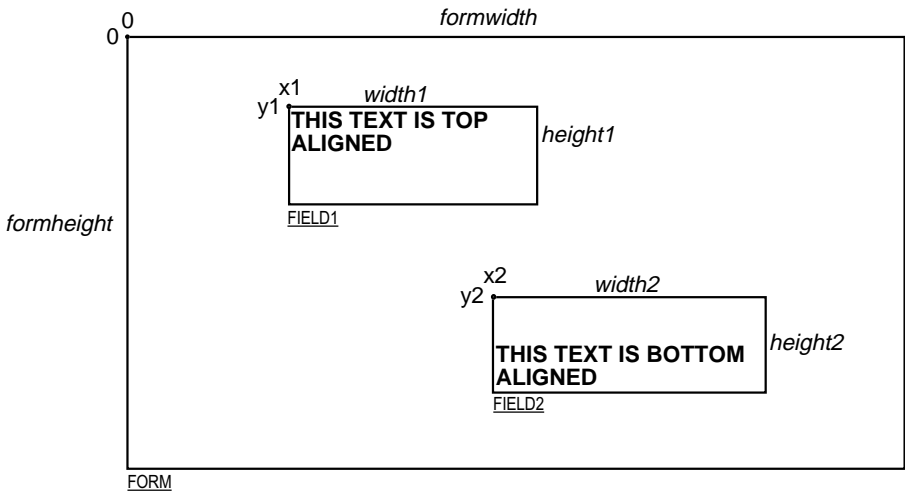 0
formwidth
0
x1
width1
y1
THIS TEXT IS TOP
ALIGNED
height1
FIELD1
formheight
x2
width2
y2
height2
THIS TEXT IS BOTTOM
ALIGNED
FIELD2
FORM